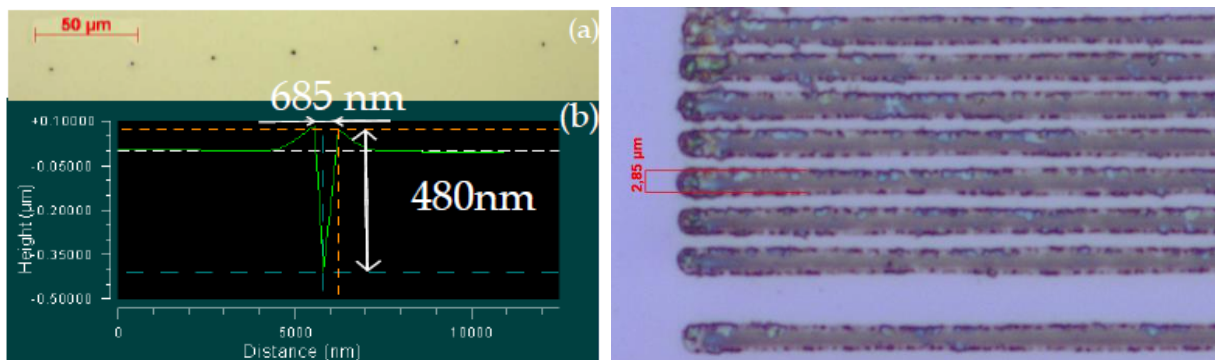 50 µm
(a)
685 nm
(b)
480nm
+0.10000
-0.05000
-0.20000
-0.35000
-0.50000
Height (µm)
0
5000
10000
Distance (nm)
2,85 µm